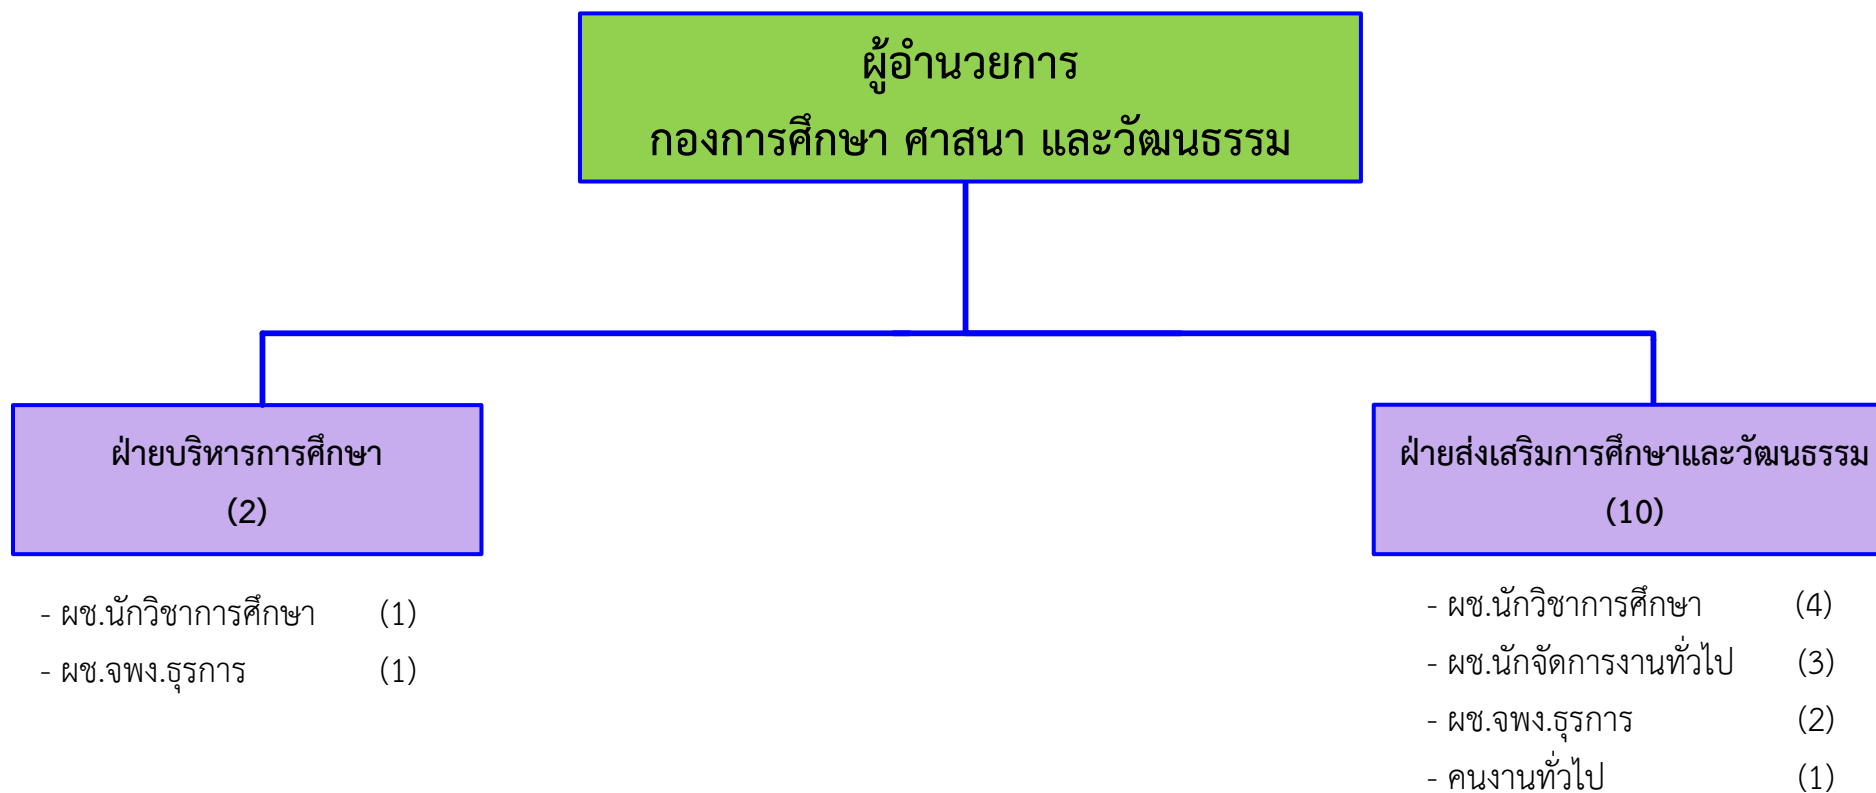 ผู้อำนวยการ
กองการศึกษา ศาสนา และวัฒนธรรม
ฝ่ายบริหารการศึกษา
(2)
- ผช.นักวิชาการศึกษา (1)
- ผช.จพง.ธุรการ (1)
ฝ่ายส่งเสริมการศึกษาและวัฒนธรรม
(10)
- ผช.นักวิชาการศึกษา (4)
- ผช.นักจัดการงานทั่วไป (3)
- ผช.จพง.ธุรการ (2)
- คนงานทั่วไป (1)